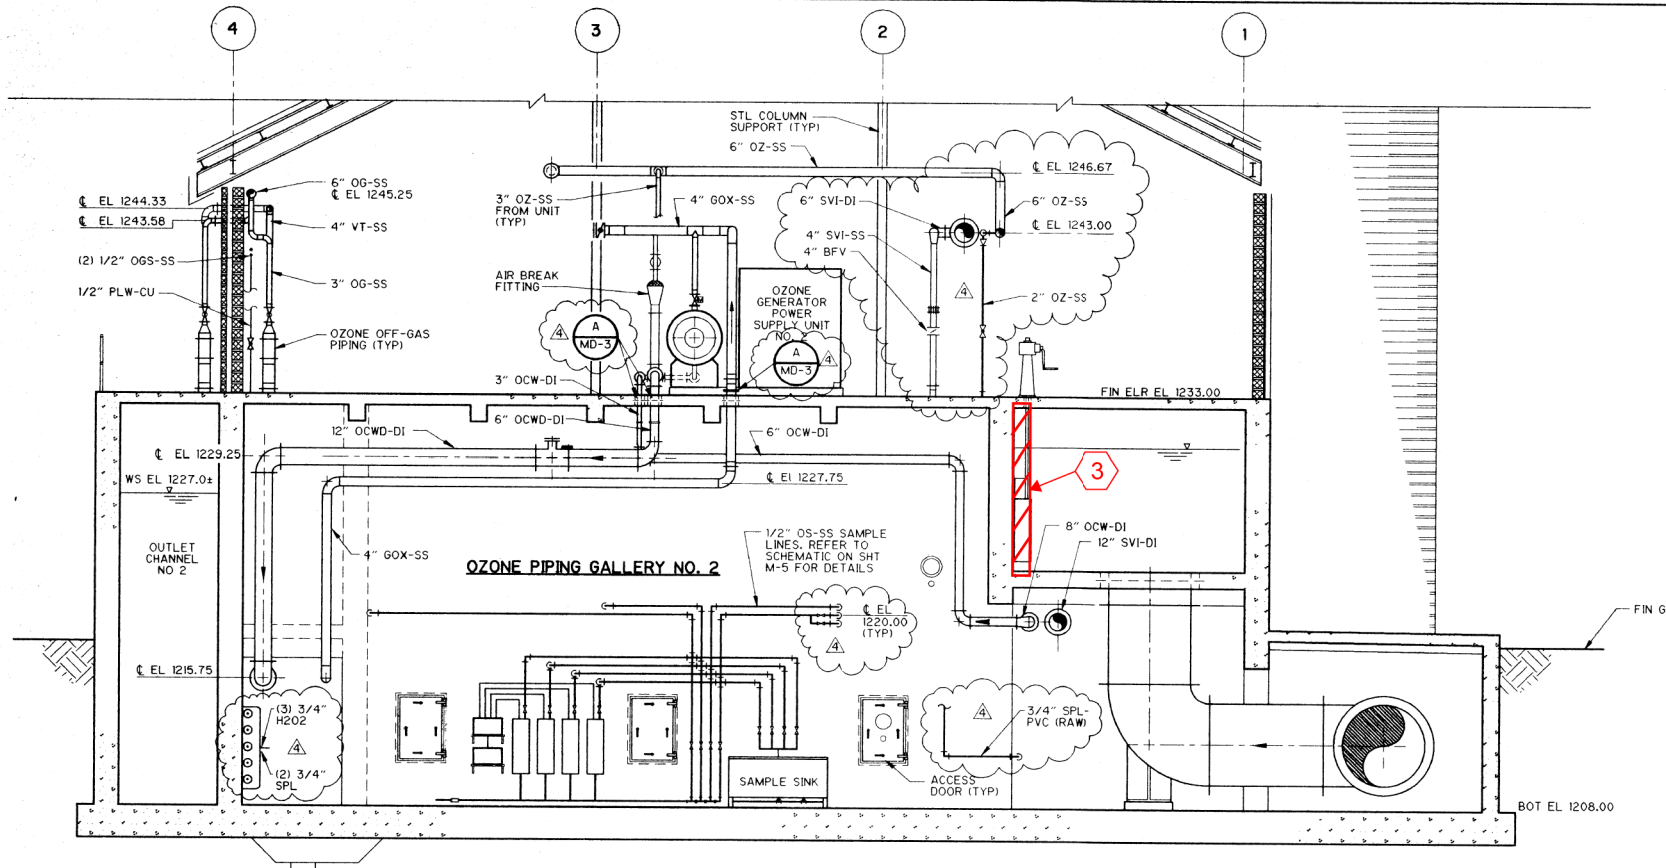 4
3
2
1
STL COLUMN
SUPPORT (TYP)
6" OZ-SS
℄ EL 1246.67
6" OG-SS
℄ EL 1245.25
℄ EL 1244.33
℄ EL 1243.58
4" VT-SS
3" OZ-SS
FROM UNIT
(TYP)
4" GOX-SS
6" SVI-DI
6" OZ-SS
℄ EL 1243.00
4" SVI-SS
4" BFV
(2) 1/2" OGS-SS
3" OG-SS
1/2" PLW-CU
AIR BREAK
FITTING
OZONE
GENERATOR
POWER
SUPPLY UNIT
NO. 2
4
2" OZ-SS
OZONE OFF-GAS
PIPING (TYP)
4
A
MD-3
A
MD-3
4
3" OCW-DI
FIN ELR EL 1233.00
6" OCWD-DI
12" OCWD-DI
6" OCW-DI
℄ EL 1229.25
WS EL 1227.0±
℄ El 1227.75
3
OUTLET
CHANNEL
NO 2
4" GOX-SS
OZONE PIPING GALLERY NO. 2
1/2" OS-SS SAMPLE
LINES. REFER TO
SCHEMATIC ON SHT
M-5 FOR DETAILS
8" OCW-DI
12" SVI-DI
℄ EL
1220.00
(TYP)
4
FIN G
℄ EL 1215.75
(3) 3/4"
H2O2
4
(2) 3/4"
SPL
4
3/4" SPL-
PVC (RAW)
SAMPLE SINK
ACCESS
DOOR (TYP)
BOT EL 1208.00